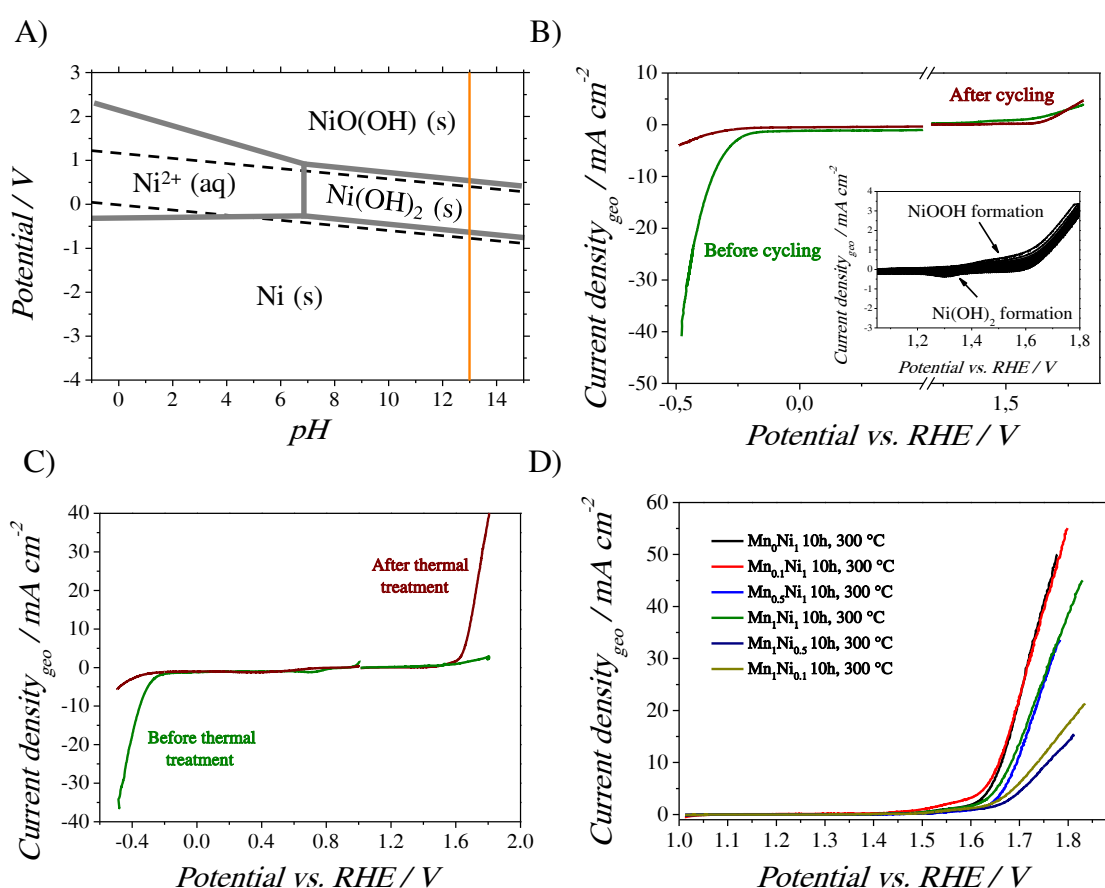 A)
3
2
1
0
-1
-2
-3
-4
Potential / V
NiO(OH) (s)
Ni²⁺ (aq)
Ni(OH)₂ (s)
Ni (s)
0 2 4 6 8 10 12 14
pH
B)
10
0
-10
-20
-30
-40
-50
Current density_geo / mA cm⁻²
After cycling
Before cycling
3
2
1
0
-1
-2
-3
Current density_geo / mA cm⁻²
NiOOH formation
Ni(OH)₂ formation
1,2 1,4 1,6 1,8
Potential vs. RHE / V
-0,5 0,0 1,5
Potential vs. RHE / V
C)
40
30
20
10
0
-10
-20
-30
-40
Current density_geo / mA cm⁻²
After thermal
treatment
Before thermal
treatment
-0.4 0.0 0.4 0.8 1.2 1.6 2.0
Potential vs. RHE / V
D)
60
50
40
30
20
10
0
Current density_geo / mA cm⁻²
Mn₀Ni₁ 10h, 300 °C
Mn₀.₁Ni₁ 10h, 300 °C
Mn₀.₅Ni₁ 10h, 300 °C
Mn₁Ni₁ 10h, 300 °C
Mn₁Ni₀.₅ 10h, 300 °C
Mn₁Ni₀.₁ 10h, 300 °C
1.0 1.1 1.2 1.3 1.4 1.5 1.6 1.7 1.8
Potential vs. RHE / V